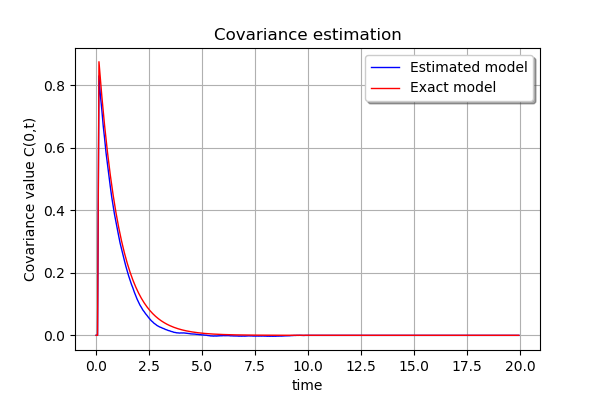 Covariance estimation
Estimated model
Exact model
Covariance value C(0,t)
0.8
0.6
0.4
0.2
0.0
0.0 2.5 5.0 7.5 10.0 12.5 15.0 17.5 20.0
time